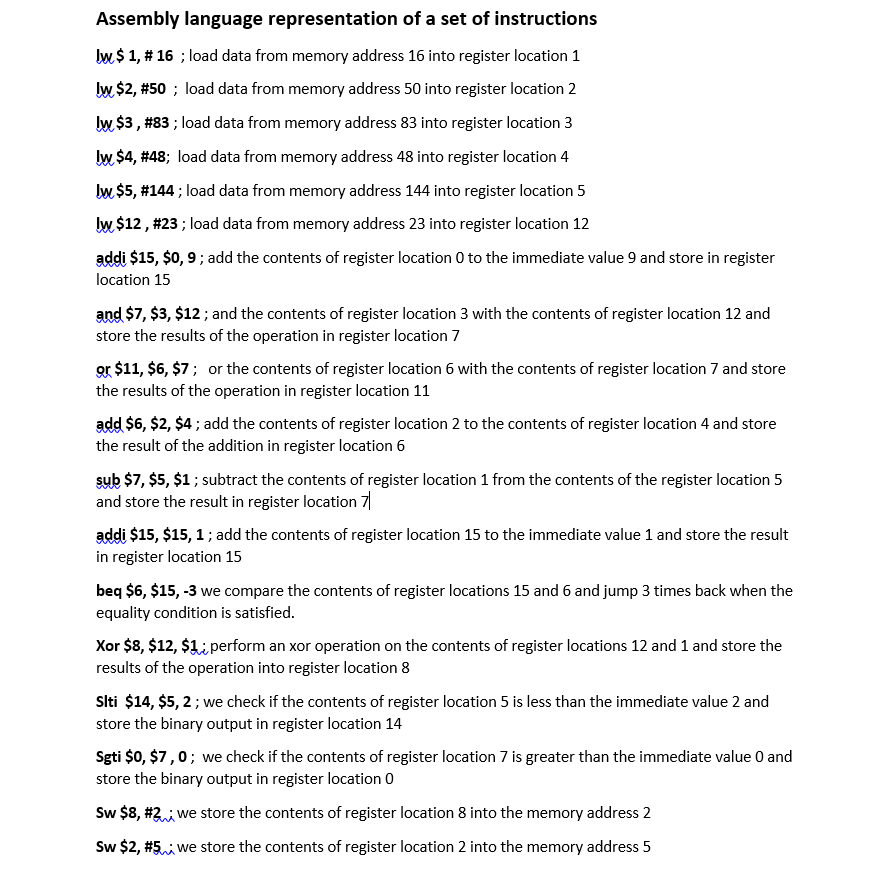 Assembly language representation of a set of instructions
lw $ 1, # 16 ; load data from memory address 16 into register location 1
lw $2, #50 ; load data from memory address 50 into register location 2
lw $3 , #83 ; load data from memory address 83 into register location 3
lw $4, #48; load data from memory address 48 into register location 4
lw $5, #144 ; load data from memory address 144 into register location 5
lw $12 , #23 ; load data from memory address 23 into register location 12
addi $15, $0, 9 ; add the contents of register location 0 to the immediate value 9 and store in register
location 15
and $7, $3, $12 ; and the contents of register location 3 with the contents of register location 12 and
store the results of the operation in register location 7
or $11, $6, $7 ; or the contents of register location 6 with the contents of register location 7 and store
the results of the operation in register location 11
add $6, $2, $4 ; add the contents of register location 2 to the contents of register location 4 and store
the result of the addition in register location 6
sub $7, $5, $1 ; subtract the contents of register location 1 from the contents of the register location 5
and store the result in register location 7
addi $15, $15, 1 ; add the contents of register location 15 to the immediate value 1 and store the result
in register location 15
beq $6, $15, -3 we compare the contents of register locations 15 and 6 and jump 3 times back when the
equality condition is satisfied.
Xor $8, $12, $1 ; perform an xor operation on the contents of register locations 12 and 1 and store the
results of the operation into register location 8
Slti $14, $5, 2 ; we check if the contents of register location 5 is less than the immediate value 2 and
store the binary output in register location 14
Sgti $0, $7 , 0 ; we check if the contents of register location 7 is greater than the immediate value 0 and
store the binary output in register location 0
Sw $8, #2 ; we store the contents of register location 8 into the memory address 2
Sw $2, #5 ; we store the contents of register location 2 into the memory address 5